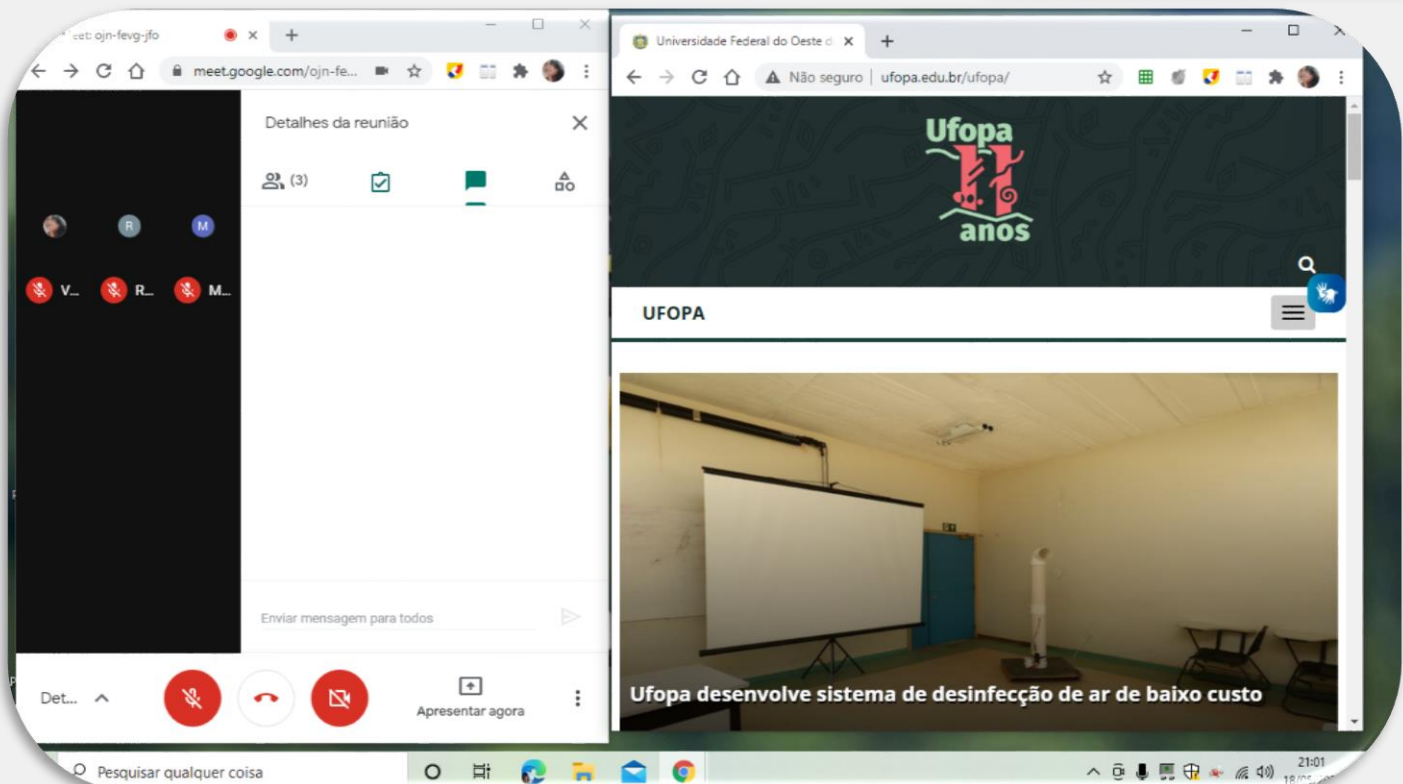 eet: ojn-fevg-jfo
meet.google.com/ojn-fe...
Detalhes da reunião
(3)
R
M
V...
R...
M...
Enviar mensagem para todos
Det...
Apresentar agora
Universidade Federal do Oeste d
Não seguro | ufopa.edu.br/ufopa/
Ufopa
11
anos
UFOPA
Ufopa desenvolve sistema de desinfecção de ar de baixo custo
Pesquisar qualquer coisa
21:01